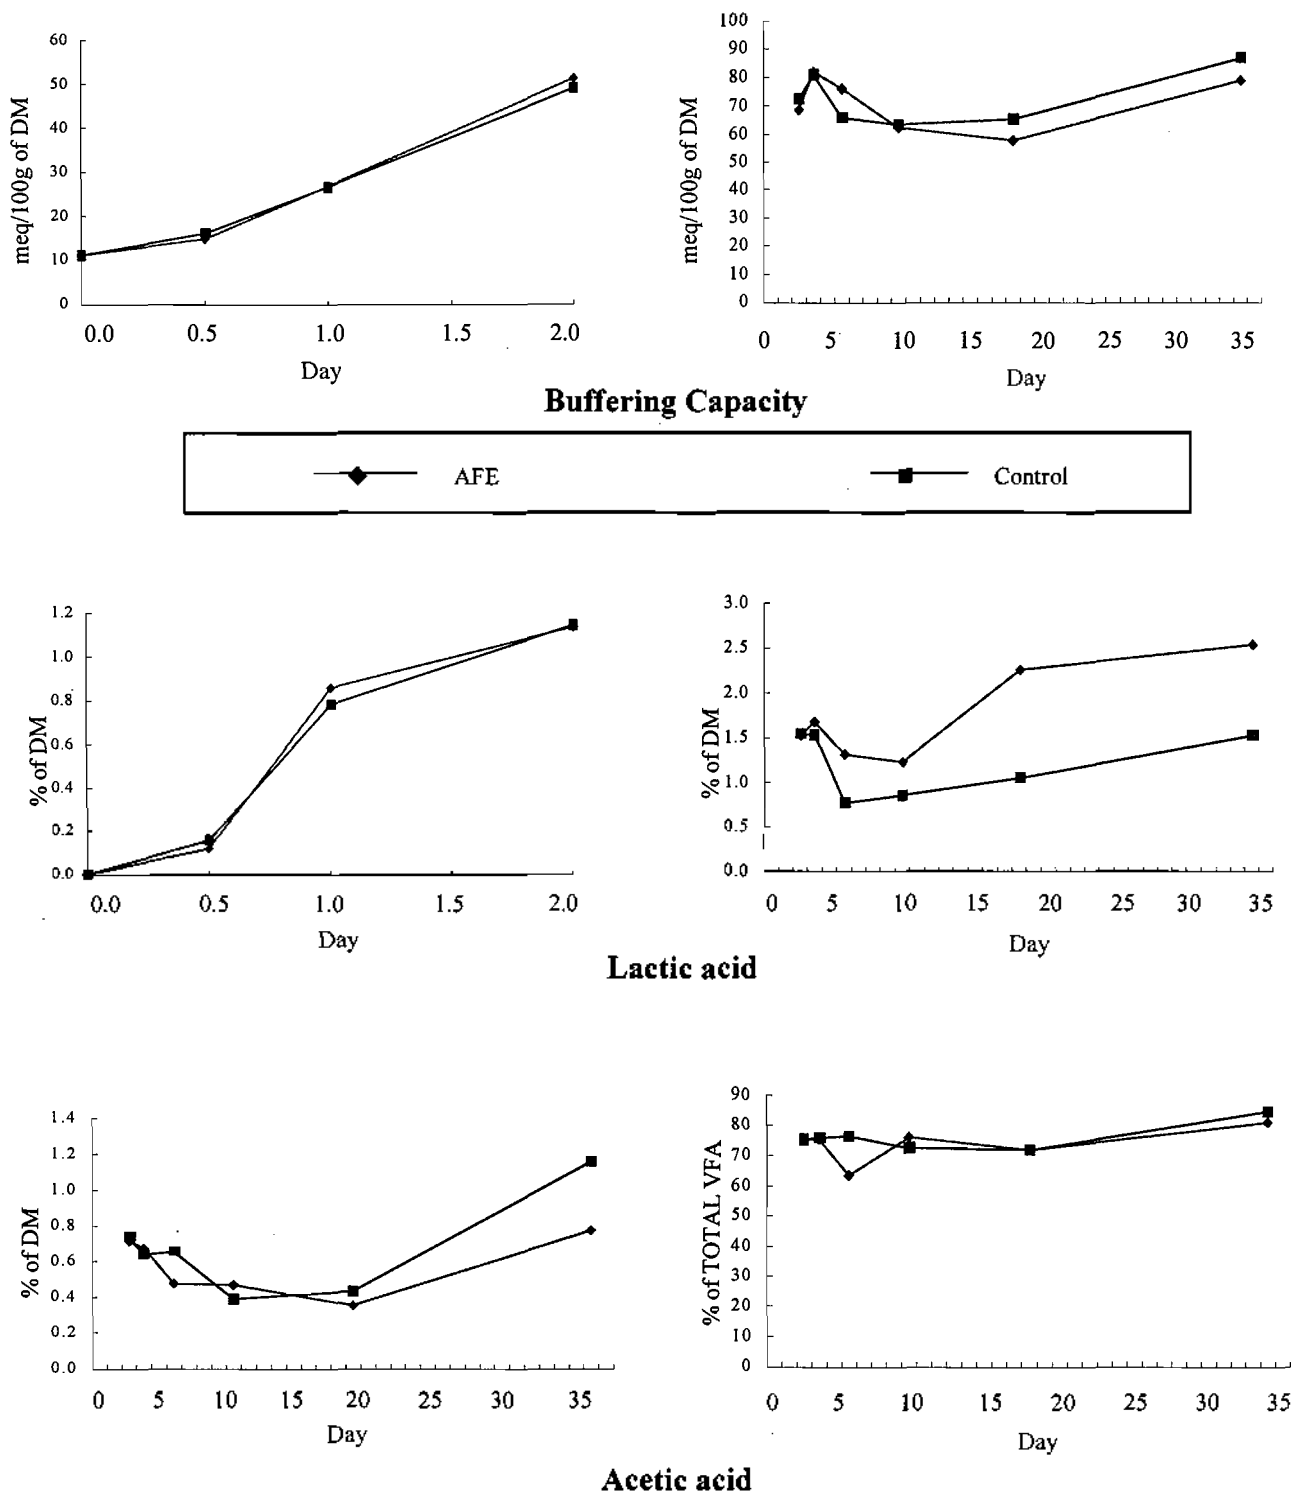 60
50
40
30
20
10
0
meq/100g of DM
0.0 0.5 1.0 1.5 2.0
Day
100
90
80
70
60
50
40
30
20
10
0
meq/100g of DM
0 5 10 15 20 25 30 35
Day
Buffering Capacity
AFE Control
1.2
1.0
0.8
0.6
0.4
0.2
0.0
% of DM
0.0 0.5 1.0 1.5 2.0
Day
3.0
2.5
2.0
1.5
1.0
0.5
0.0
% of DM
0 5 10 15 20 25 30 35
Day
Lactic acid
1.4
1.2
1.0
0.8
0.6
0.4
0.2
0.0
% of DM
0 5 10 15 20 25 30 35
Day
90
80
70
60
50
40
30
20
10
0
% of TOTAL VFA
0 5 10 15 20 25 30 35
Day
Acetic acid